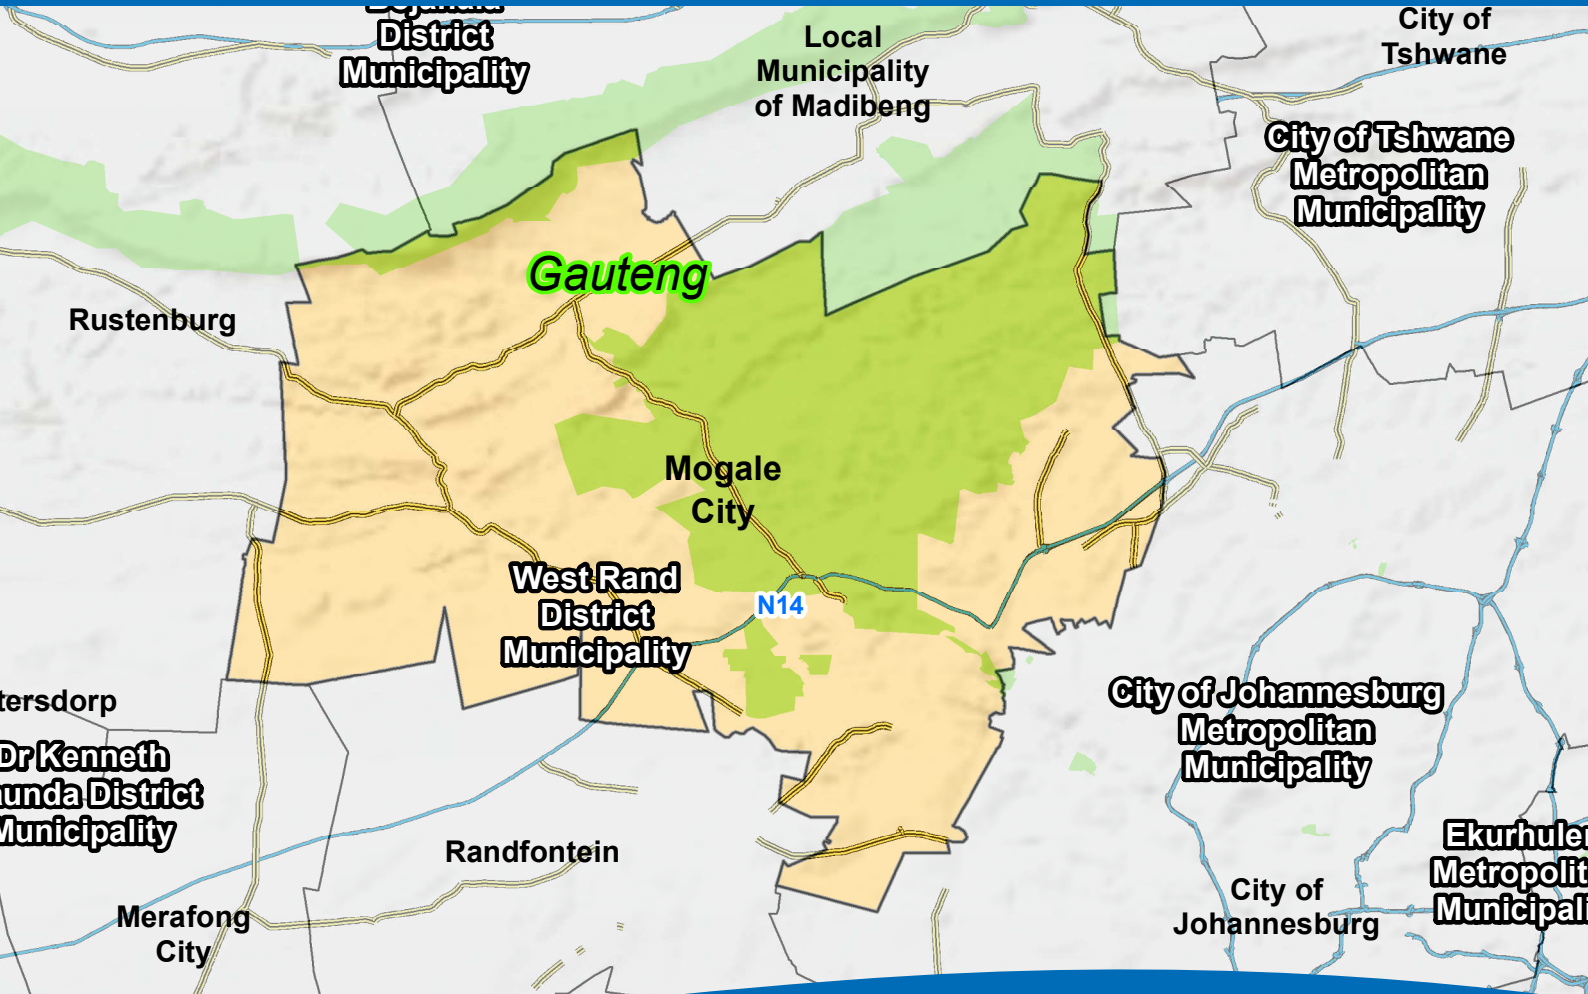 District
Municipality
Local
Municipality
of Madibeng
City of
Tshwane
City of Tshwane
Metropolitan
Municipality
Gauteng
Rustenburg
Mogale
City
West Rand
District
Municipality
N14
tersdorp
Dr Kenneth
unda District
Municipality
City of Johannesburg
Metropolitan
Municipality
Randfontein
Merafong
City
City of
Johannesburg
Ekurhule
Metropolit
Municipali